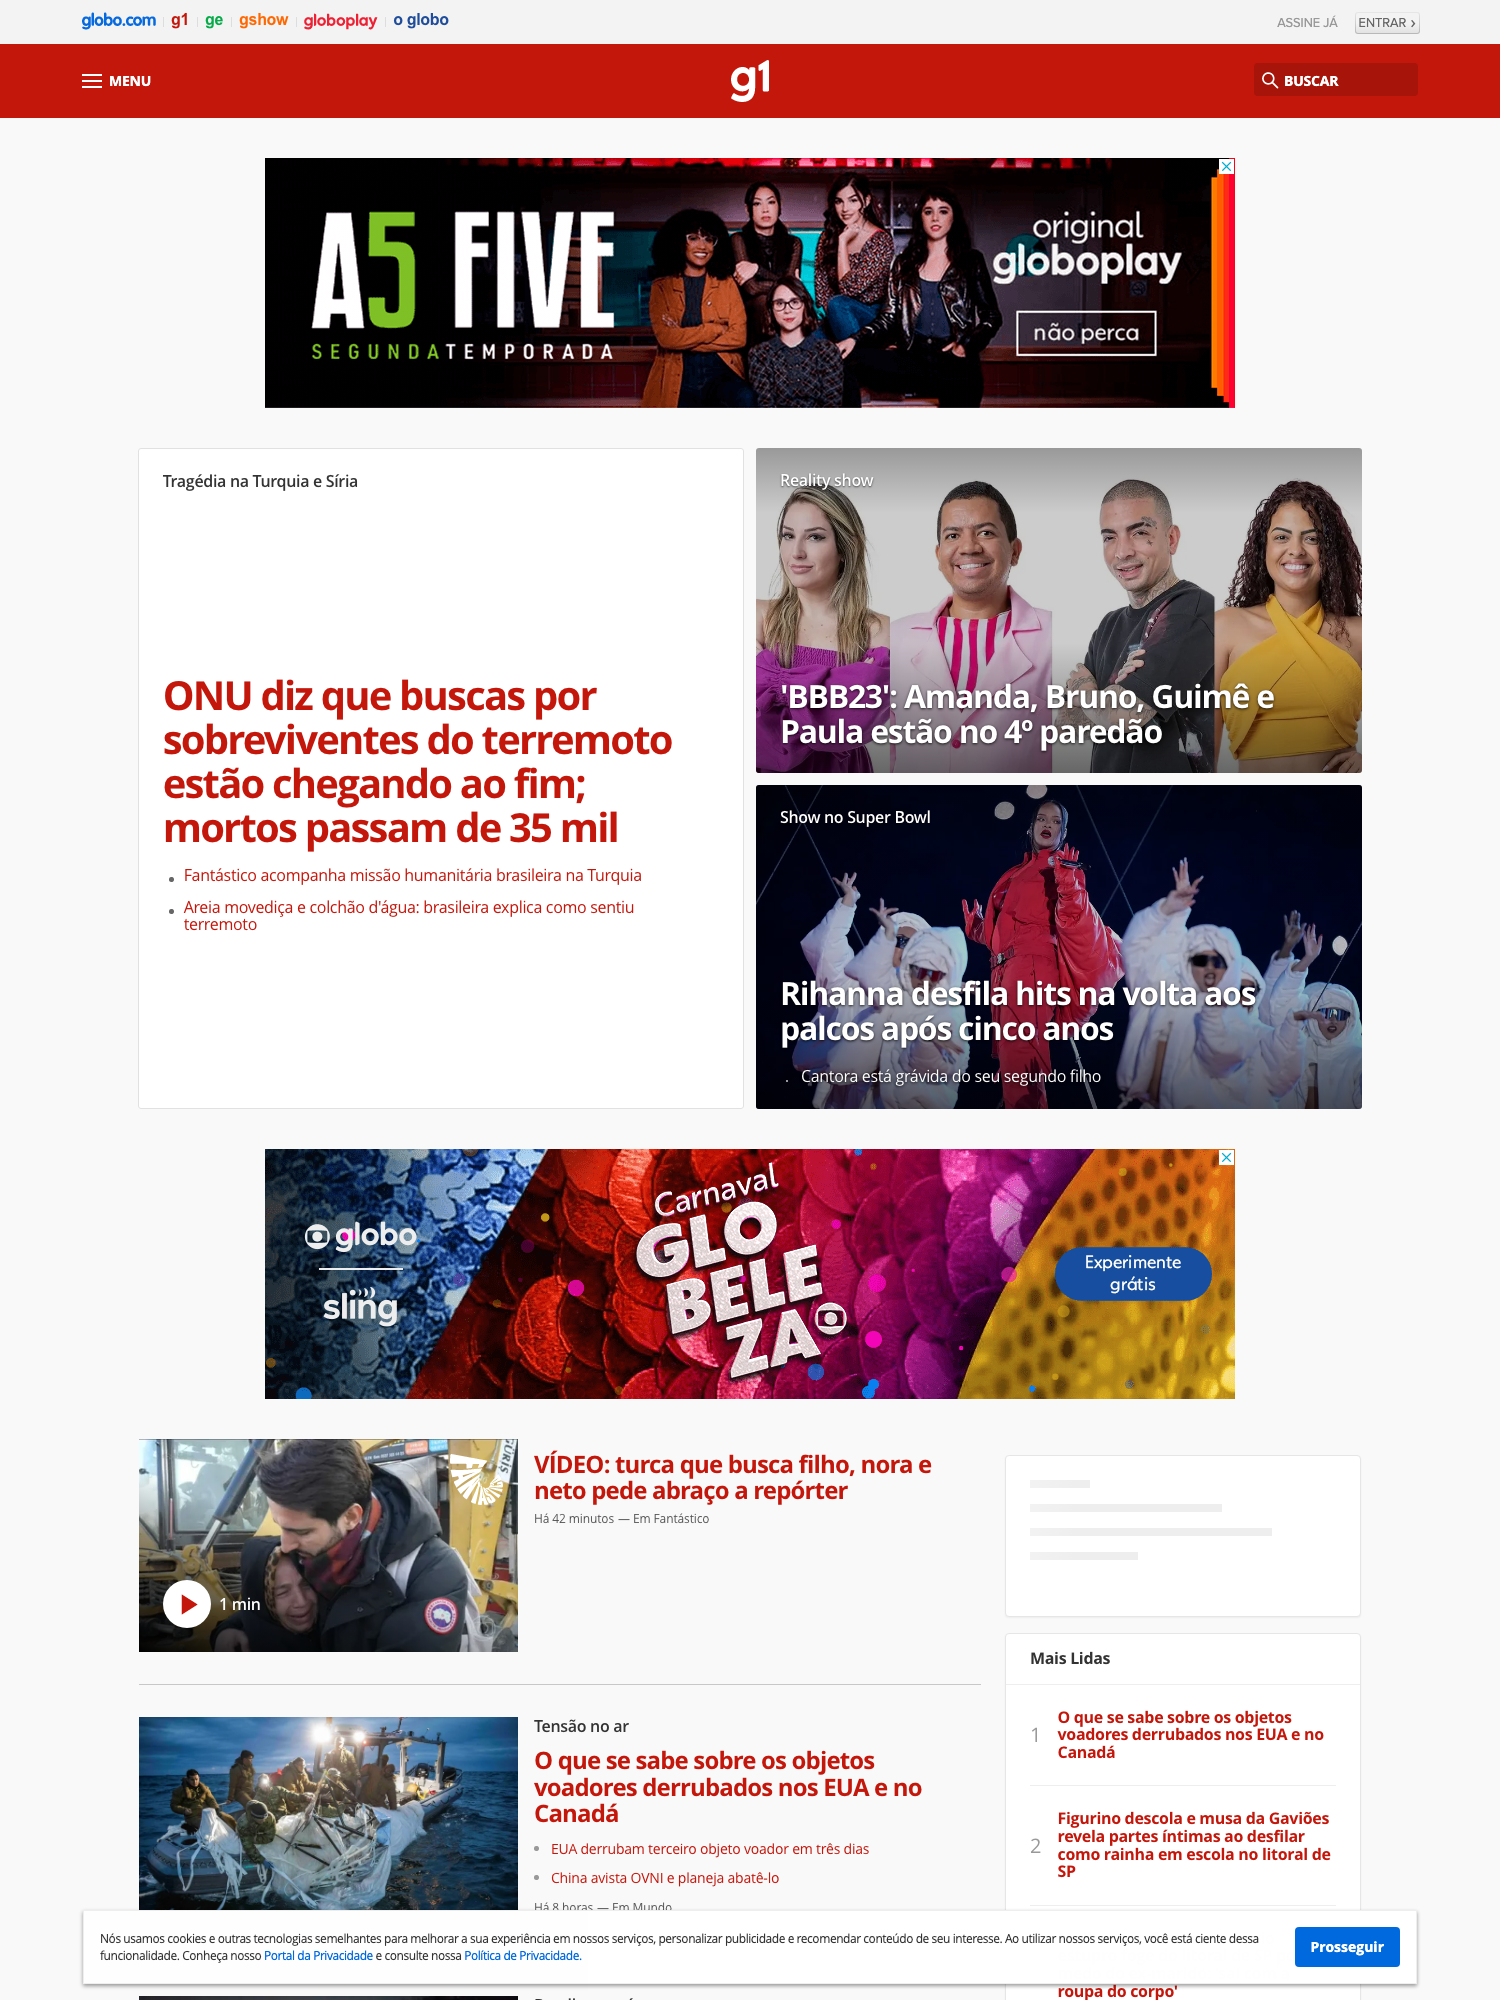 globo.com g1 ge gshow globoplay o globo
ASSINE JÁ ENTRAR ›
MENU
g1
BUSCAR
A5 FIVE
SEGUNDATEMPORADA
original
globoplay
não perca
Tragédia na Turquia e Síria
ONU diz que buscas por
sobreviventes do terremoto
estão chegando ao fim;
mortos passam de 35 mil
Fantástico acompanha missão humanitária brasileira na Turquia
Areia movediça e colchão d'água: brasileira explica como sentiu
terremoto
Reality show
'BBB23': Amanda, Bruno, Guimê e
Paula estão no 4º paredão
Show no Super Bowl
Rihanna desfila hits na volta aos
palcos após cinco anos
Cantora está grávida do seu segundo filho
globo
sling
Carnaval
GLO
BELE
ZA
Experimente
grátis
1 min
VÍDEO: turca que busca filho, nora e
neto pede abraço a repórter
Há 42 minutos — Em Fantástico
Tensão no ar
O que se sabe sobre os objetos
voadores derrubados nos EUA e no
Canadá
EUA derrubam terceiro objeto voador em três dias
China avista OVNI e planeja abatê-lo
Há 8 horas — Em Mundo
Mais Lidas
1
O que se sabe sobre os objetos
voadores derrubados nos EUA e no
Canadá
2
Figurino descola e musa da Gaviões
revela partes íntimas ao desfilar
como rainha em escola no litoral de
SP
Nós usamos cookies e outras tecnologias semelhantes para melhorar a sua experiência em nossos serviços, personalizar publicidade e recomendar conteúdo de seu interesse. Ao utilizar nossos serviços, você está ciente dessa
funcionalidade. Conheça nosso Portal da Privacidade e consulte nossa Política de Privacidade.
Prosseguir
roupa do corpo'